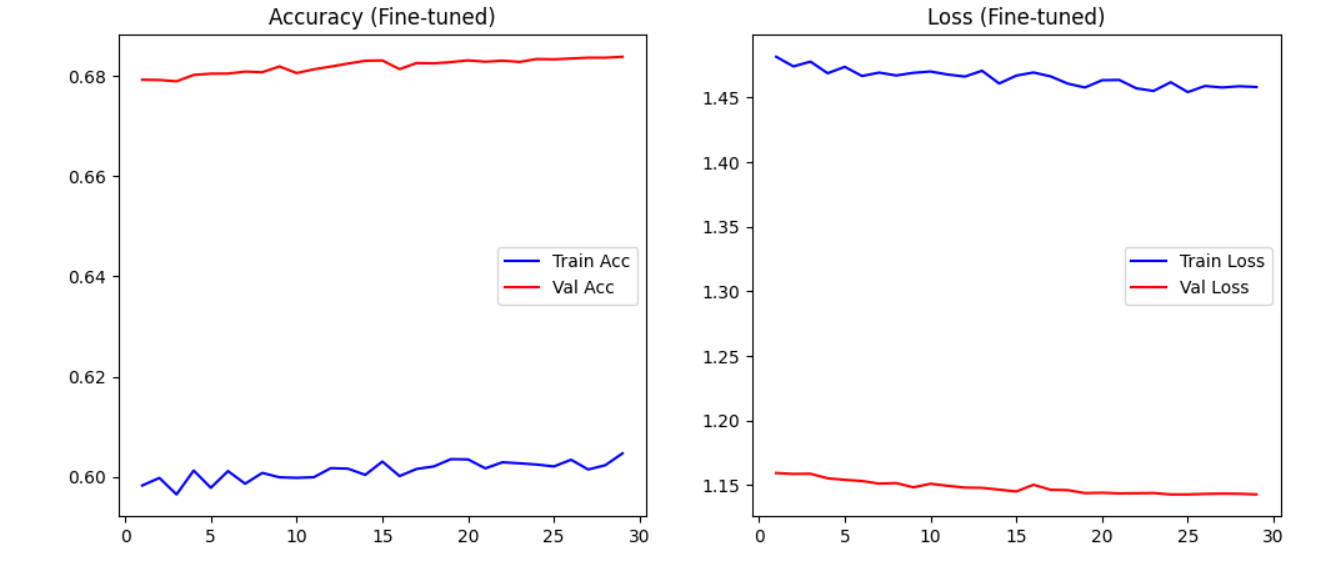 Accuracy (Fine-tuned)
0.68
0.66
0.64
0.62
0.60
0 5 10 15 20 25 30
Train Acc
Val Acc
Loss (Fine-tuned)
1.45
1.40
1.35
1.30
1.25
1.20
1.15
0 5 10 15 20 25 30
Train Loss
Val Loss